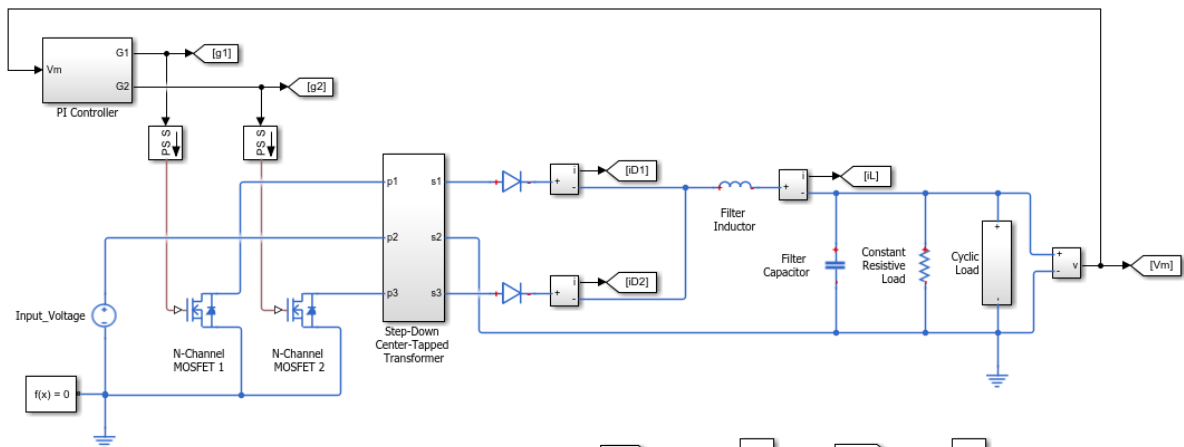 G1
[g1]
Vm
G2
[g2]
PI Controller
PS S
PS S
p1
s1
+
-
i
[iD1]
+
-
i
[iL]
Filter
Inductor
p2
s2
+
-
Filter
Capacitor
Constant
Resistive
Load
Cyclic
Load
+
-
v
[Vm]
p3
s3
+
-
i
[iD2]
Input_Voltage
Step-Down
Center-Tapped
Transformer
N-Channel
MOSFET 1
N-Channel
MOSFET 2
f(x) = 0